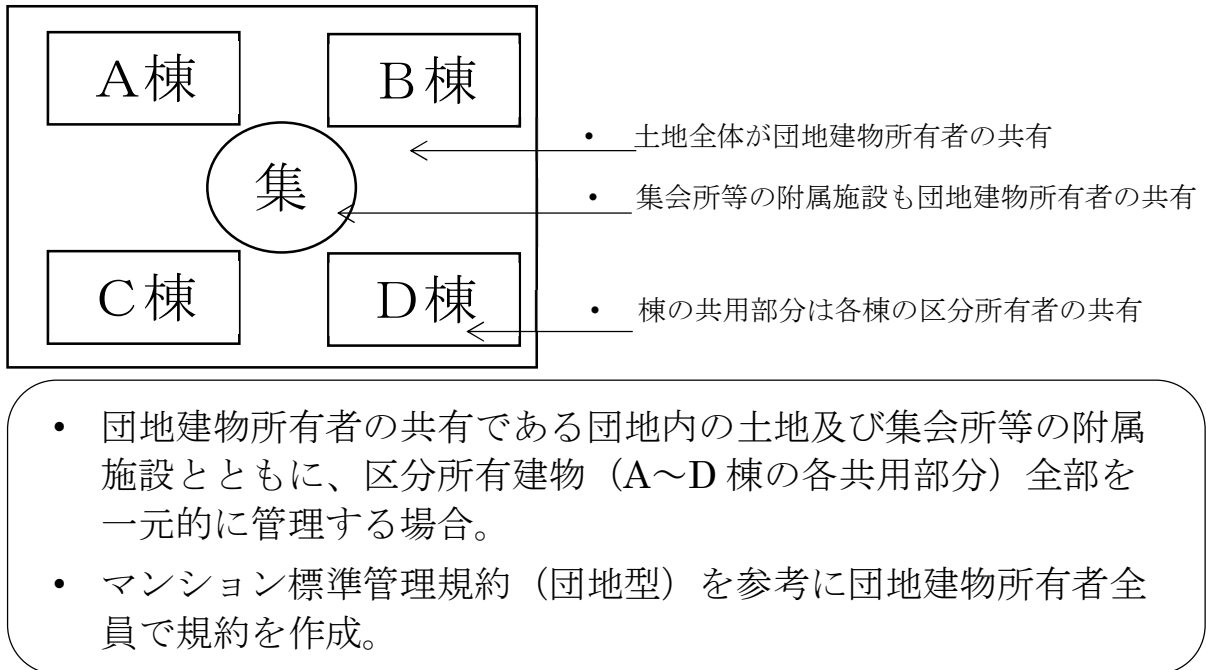 A棟
B棟
• 土地全体が団地建物所有者の共有
集
• 集会所等の附属施設も団地建物所有者の共有
C棟
D棟
• 棟の共用部分は各棟の区分所有者の共有
• 団地建物所有者の共有である団地内の土地及び集会所等の附属
施設とともに、区分所有建物（A～D 棟の各共用部分）全部を
一元的に管理する場合。
• マンション標準管理規約（団地型）を参考に団地建物所有者全
員で規約を作成。